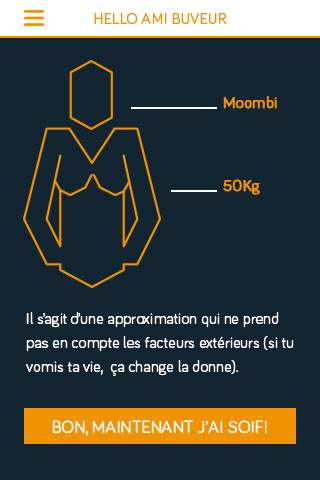 HELLO AMI BUVEUR
Moombi
50Kg
Il s'agit d'une approximation qui ne prend
pas en compte les facteurs extérieurs (si tu
vomis ta vie, ça change la donne).
BON, MAINTENANT J'AI SOIF!